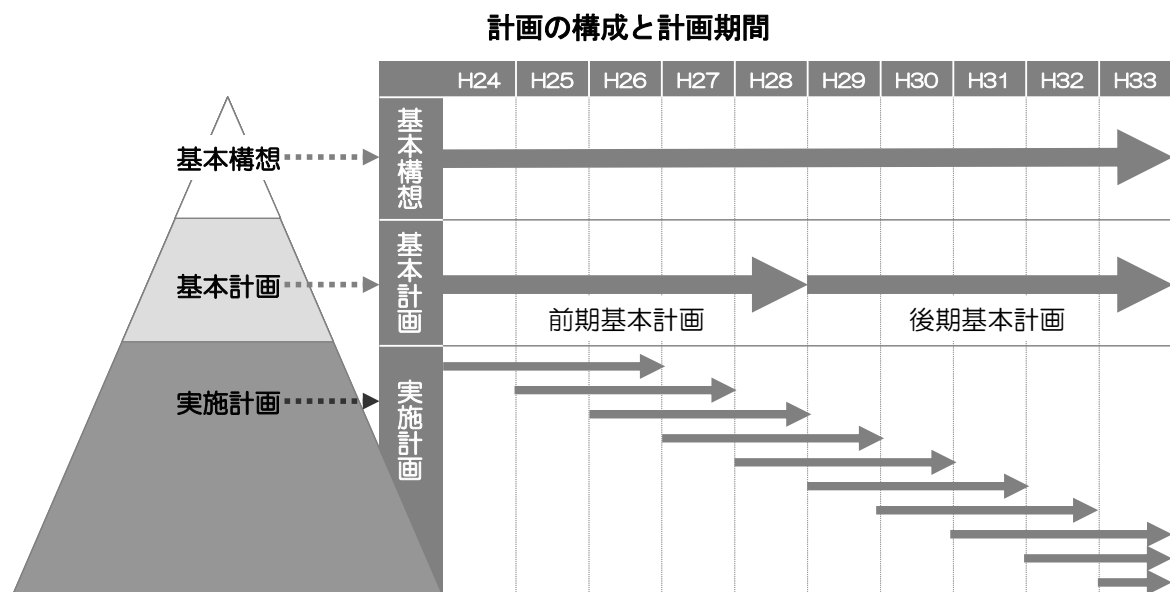 計画の構成と計画期間
H24 H25 H26 H27 H28 H29 H30 H31 H32 H33
基本構想
基本構想
基本計画
基本計画
前期基本計画 後期基本計画
実施計画
実施計画